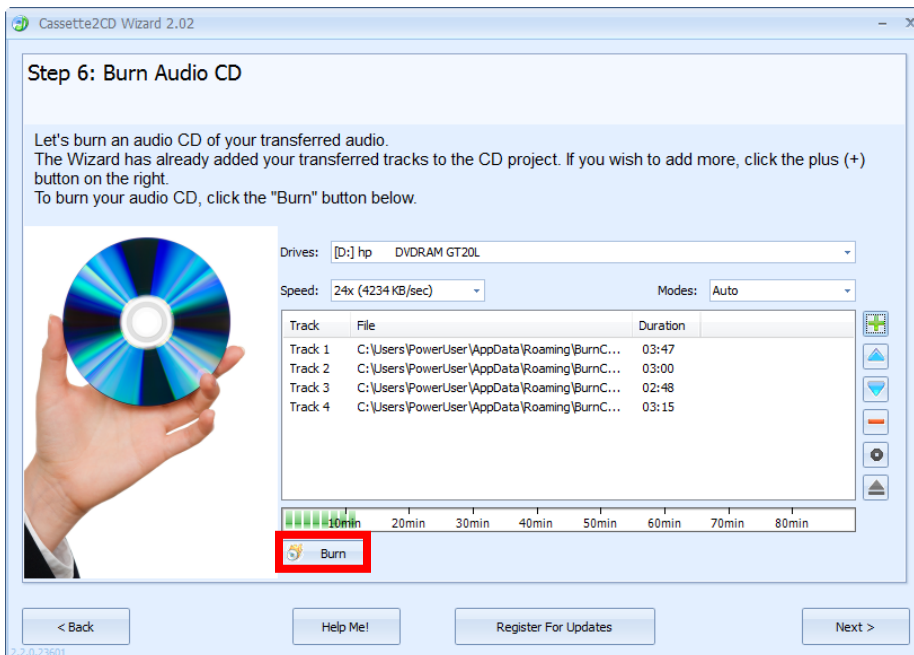 Cassette2CD Wizard 2.02
Step 6: Burn Audio CD
Let's burn an audio CD of your transferred audio.
The Wizard has already added your transferred tracks to the CD project. If you wish to add more, click the plus (+)
button on the right.
To burn your audio CD, click the "Burn" button below.
Drives: [D:] hp DVDRAM GT20L
Speed: 24x (4234 KB/sec) Modes: Auto
Track File Duration
Track 1 C:\Users\PowerUser\AppData\Roaming\BurnC... 03:47
Track 2 C:\Users\PowerUser\AppData\Roaming\BurnC... 03:00
Track 3 C:\Users\PowerUser\AppData\Roaming\BurnC... 02:48
Track 4 C:\Users\PowerUser\AppData\Roaming\BurnC... 03:15
10min 20min 30min 40min 50min 60min 70min 80min
Burn
< Back Help Me! Register For Updates Next >
2.2.0.23601